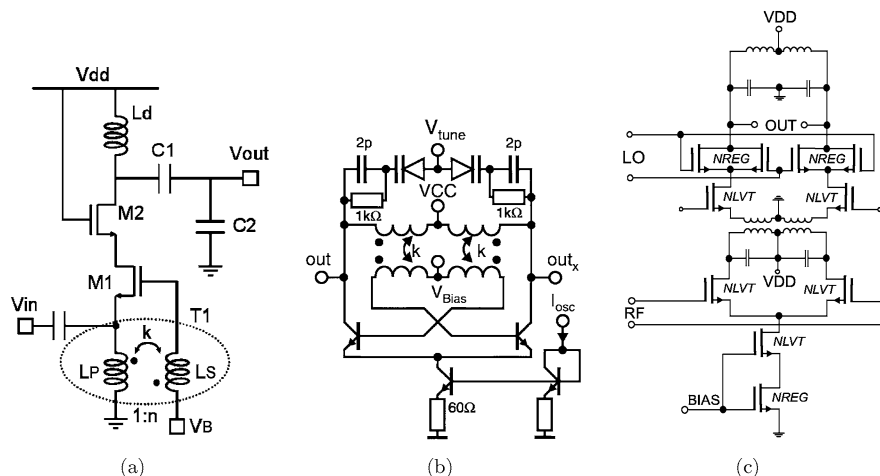 Vdd
Ld
C1
Vout
M2
C2
M1
Vin
T1
k
LP
LS
1:n
VB
(a)
Vtune
2p
2p
VCC
1kΩ
1kΩ
k
k
out
outx
VBias
Iosc
60Ω
(b)
VDD
OUT
LO
NREG
NREG
NLVT
NLVT
VDD
NLVT
NLVT
RF
NLVT
BIAS
NREG
(c)